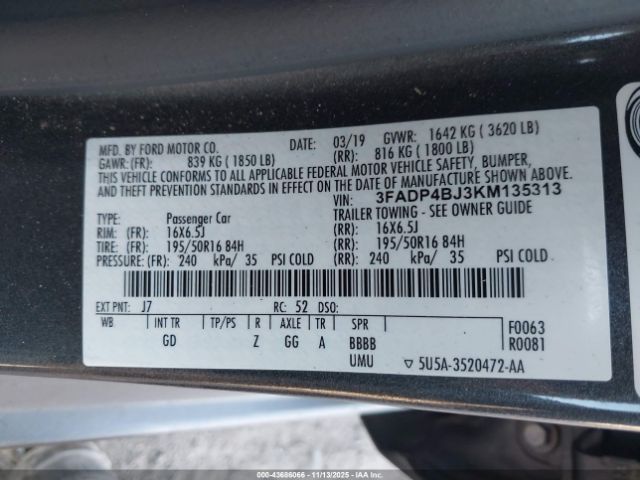 MFD. BY FORD MOTOR CO. DATE: 03/19 GVWR: 1642 KG ( 3620 LB)
GAWR: (FR): 839 KG ( 1850 LB) (RR): 816 KG ( 1800 LB)
THIS VEHICLE CONFORMS TO ALL APPLICABLE FEDERAL MOTOR VEHICLE SAFETY, BUMPER,
AND THEFT PREVENTION STANDARDS IN EFFECT ON THE DATE OF MANUFACTURE SHOWN ABOVE.
VIN: 3FADP4BJ3KM135313
TYPE: Passenger Car TRAILER TOWING - SEE OWNER GUIDE
RIM: (FR): 16X6.5J (RR): 16X6.5J
TIRE: (FR): 195/50R16 84H (RR): 195/50R16 84H
PRESSURE: (FR): 240 kPa/ 35 PSI COLD (RR): 240 kPa/ 35 PSI COLD
EXT PNT: J7 RC: 52 DSO:
WB INT TR TP/PS R AXLE TR SPR F0063
GD Z GG A BBBB R0081
UMU ▽ 5U5A-3520472-AA
IAA 000-43686066 | 11/13/2025 - IAAI.COM